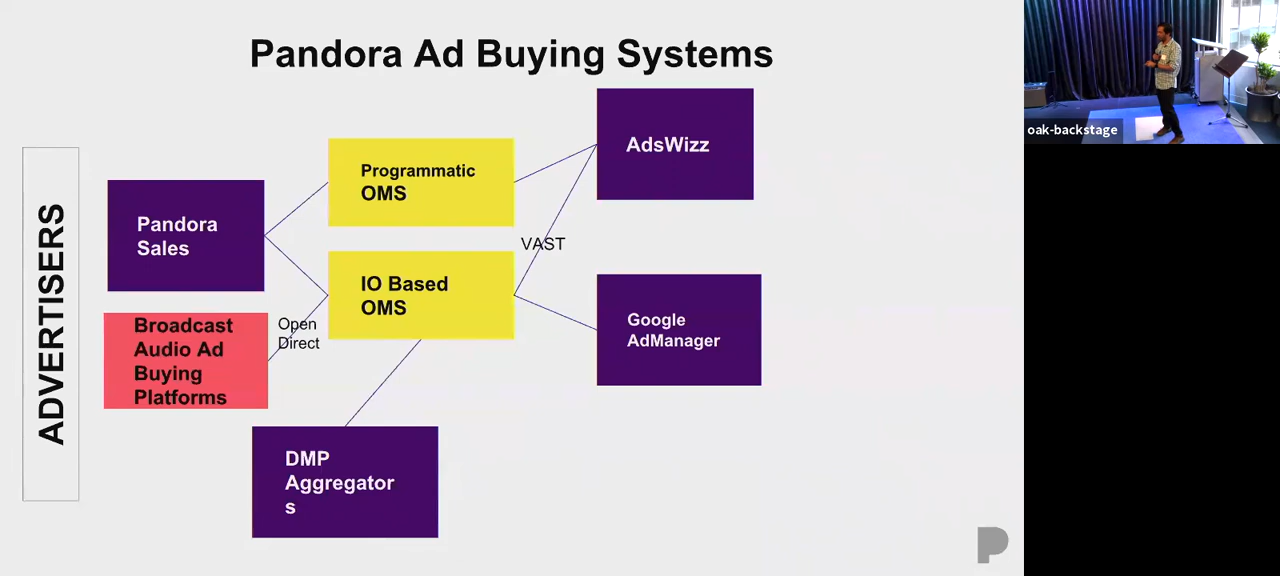 Pandora Ad Buying Systems
ADVERTISERS
Pandora
Sales
Broadcast
Audio Ad
Buying
Platforms
Open
Direct
Programmatic
OMS
IO Based
OMS
VAST
DMP
Aggregator
s
AdsWizz
Google
AdManager
oak-backstage